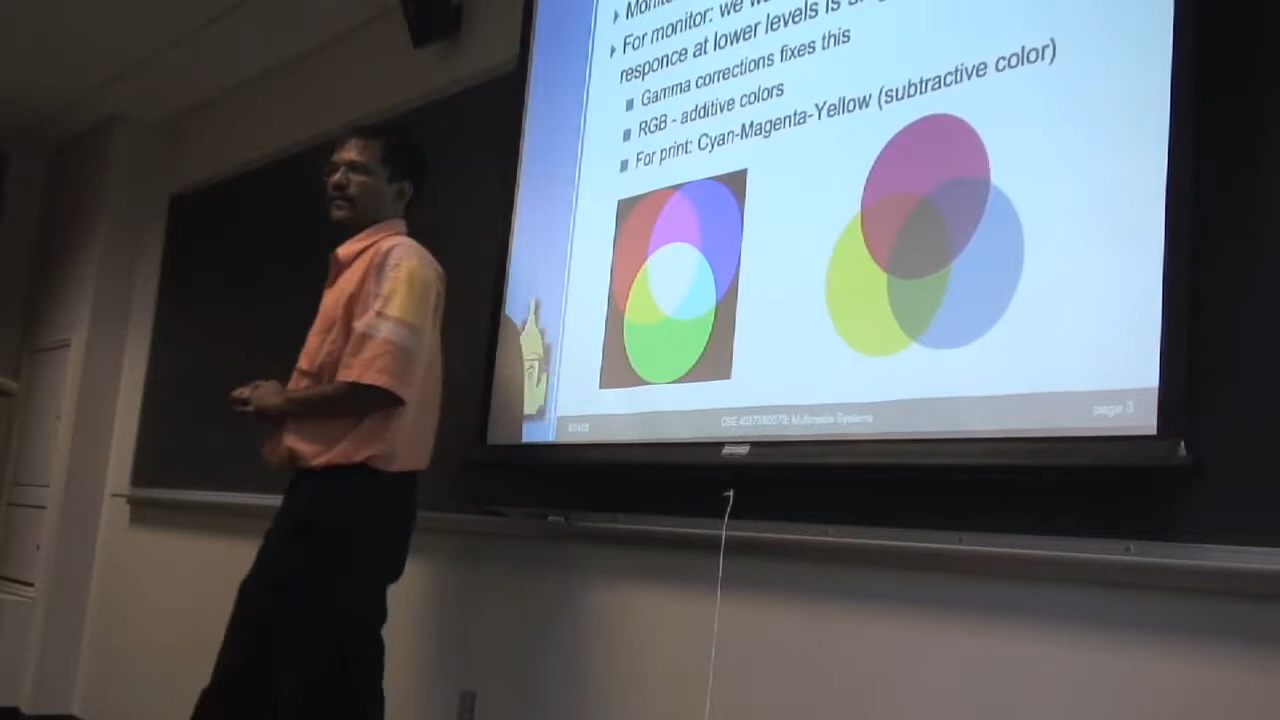 For monitor: we
responce at lower levels is
Gamma corrections fixes this
RGB - additive colors
For print: Cyan-Magenta-Yellow (subtractive color)
Multimedia Systems
page 3